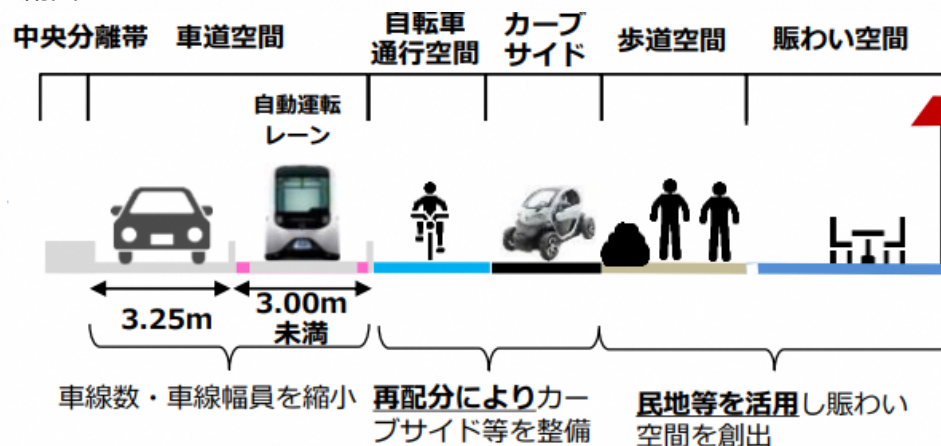 中央分離帯 車道空間 自転車通行空間 カーブサイド 歩道空間 賑わい空間
自動運転
レーン
3.25m
3.00m
未満
車線数・車線幅員を縮小
再配分によりカー
ブサイド等を整備
民地等を活用し賑わい
空間を創出